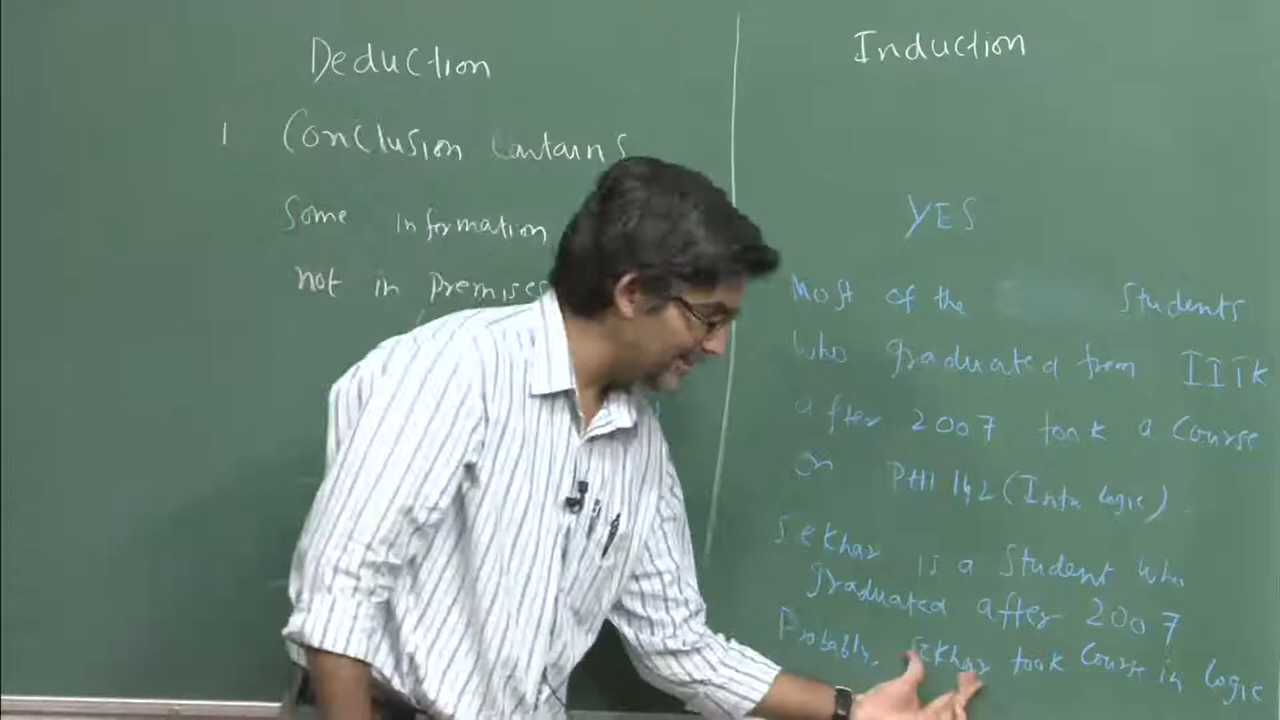 Deduction
1 Conclusion Contains
Some information
not in Premises
Induction
YES
Most of the Students
who graduated from IITK
after 2007 took a Course
on PHI 142 (Intro logic).
Sekhar is a Student who
graduated after 2007
Probably, Sekhar took Course in logic